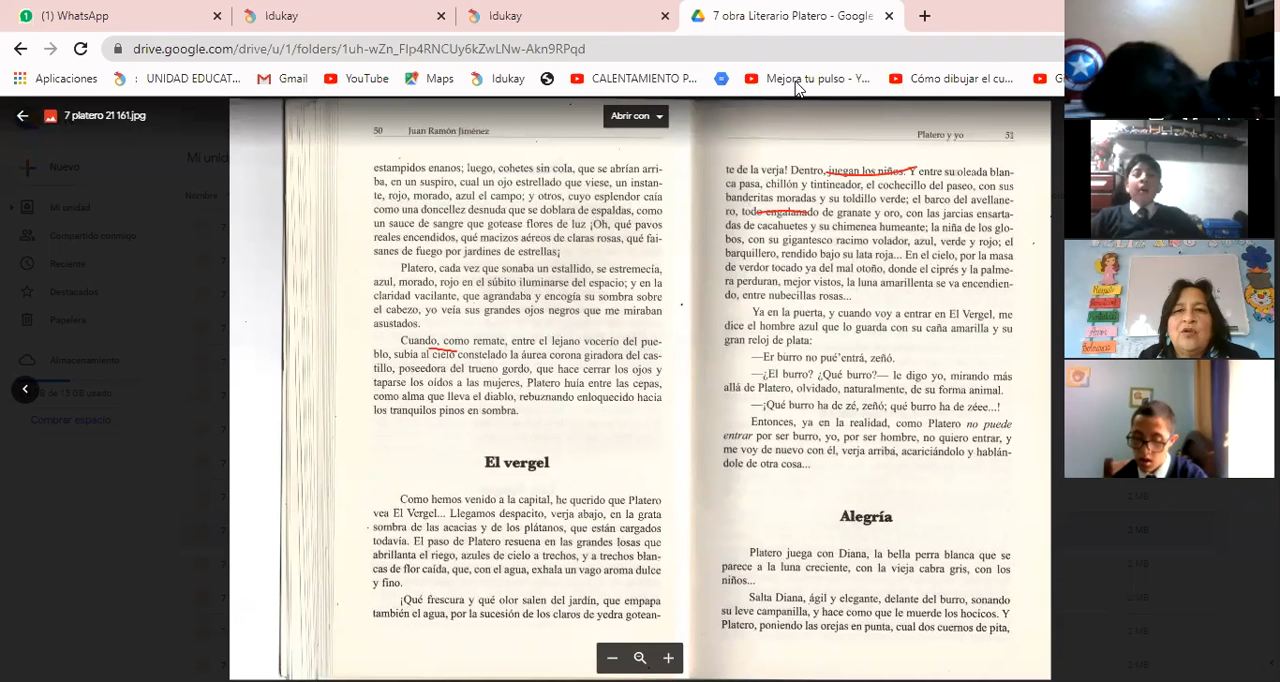 (1) WhatsApp
Idukay
Idukay
7 obra Literario Platero - Google
drive.google.com/drive/u/1/folders/1uh-wZn_Flp4RNCUy6kZwLNw-Akn9RPqd
Aplicaciones
: UNIDAD EDUCAT...
Gmail
YouTube
Maps
Idukay
CALENTAMIENTO P...
Mejora tu pulso - Y...
Cómo dibujar el cu...
7 platero 21 161.jpg
Abrir con
Nuevo
Mi unidad
Compartido conmigo
Reciente
Destacados
Papelera
Almacenamiento
B de 15 GB usado
Comprar espacio
Mi unid
Nombre
50 Juan Ramón Jiménez
estampidos enanos; luego, cohetes sin cola, que se abrían arri-
ba, en un suspiro, cual un ojo estrellado que viese, un instan-
te, rojo, morado, azul el campo; y otros, cuyo esplendor caía
como una doncellez desnuda que se doblara de espaldas, como
un sauce de sangre que gotease flores de luz ¡Oh, qué pavos
reales encendidos, qué macizos aéreos de claras rosas, qué fai-
sanes de fuego por jardines de estrellas¡
Platero, cada vez que sonaba un estallido, se estremecía,
azul, morado, rojo en el súbito iluminarse del espacio; y en la
claridad vacilante, que agrandaba y encogía su sombra sobre
el cabezo, yo veía sus grandes ojos negros que me miraban
asustados.
Cuando, como remate, entre el lejano vocerío del pue-
blo, subía al cielo constelado la áurea corona giradora del cas-
tillo, poseedora del trueno gordo, que hace cerrar los ojos y
taparse los oídos a las mujeres, Platero huía entre las cepas,
como alma que lleva el diablo, rebuznando enloquecido hacia
los tranquilos pinos en sombra.
El vergel
Como hemos venido a la capital, he querido que Platero
vea El Vergel... Llegamos despacito, verja abajo, en la grata
sombra de las acacias y de los plátanos, que están cargados
todavía. El paso de Platero resuena en las grandes losas que
abrillanta el riego, azules de cielo a trechos, y a trechos blan-
cas de flor caída, que, con el agua, exhala un vago aroma dulce
y fino.
¡Qué frescura y qué olor salen del jardín, que empapa
también el agua, por la sucesión de los claros de yedra gotean-
Platero y yo 51
te de la verja! Dentro, juegan los niños. Y entre su oleada blan-
ca pasa, chillón y tintineador, el cochecillo del paseo, con sus
banderitas moradas y su toldillo verde; el barco del avellane-
ro, todo engalanado de granate y oro, con las jarcias ensarta-
das de cacahuetes y su chimenea humeante; la niña de los glo-
bos, con su gigantesco racimo volador, azul, verde y rojo; el
barquillero, rendido bajo su lata roja... En el cielo, por la masa
de verdor tocado ya del mal otoño, donde el ciprés y la palme-
ra perduran, mejor vistos, la luna amarillenta se va encendien-
do, entre nubecillas rosas...
Ya en la puerta, y cuando voy a entrar en El Vergel, me
dice el hombre azul que lo guarda con su caña amarilla y su
gran reloj de plata:
—Er burro no pué'entrá, zeñó.
—¿El burro? ¿Qué burro?— le digo yo, mirando más
allá de Platero, olvidado, naturalmente, de su forma animal.
—¡Qué burro ha de zé, zeñó; qué burro ha de zéee...!
Entonces, ya en la realidad, como Platero no puede
entrar por ser burro, yo, por ser hombre, no quiero entrar, y
me voy de nuevo con él, verja arriba, acariciándolo y hablán-
dole de otra cosa...
Alegría
Platero juega con Diana, la bella perra blanca que se
parece a la luna creciente, con la vieja cabra gris, con los
niños...
Salta Diana, ágil y elegante, delante del burro, sonando
su leve campanilla, y hace como que le muerde los hocicos. Y
Platero, poniendo las orejas en punta, cual dos cuernos de pita,
2 MB
2 MB
2 MB
2 MB